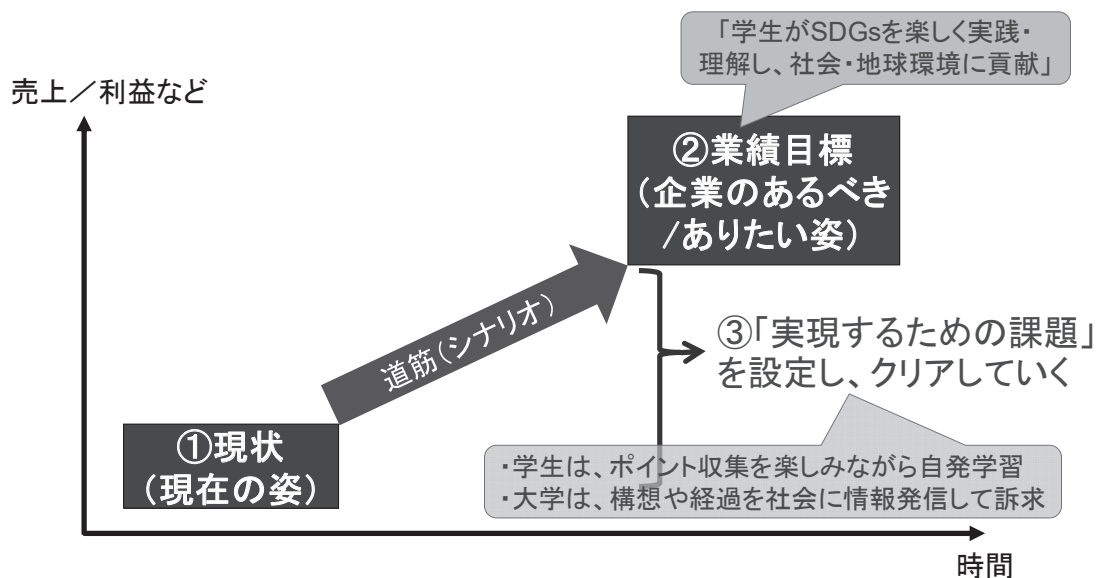 「学生がSDGsを楽しく実践・
理解し、社会・地球環境に貢献」
売上／利益など
②業績目標
（企業のあるべき
/ありたい姿）
道筋（シナリオ）
③「実現するための課題」
を設定し、クリアしていく
①現状
（現在の姿）
・学生は、ポイント収集を楽しみながら自発学習
・大学は、構想や経過を社会に情報発信して訴求
時間